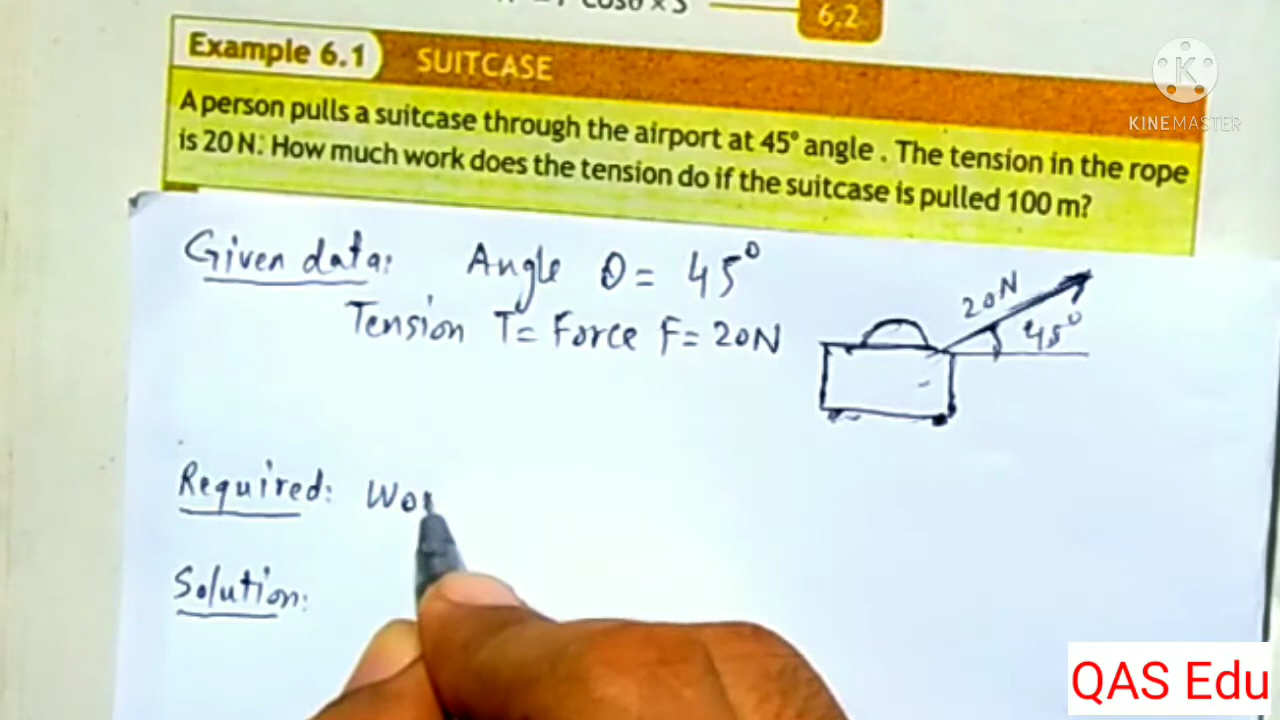 cosθ × S
6.2
Example 6.1 SUITCASE
A person pulls a suitcase through the airport at 45° angle . The tension in the rope
is 20 N. How much work does the tension do if the suitcase is pulled 100 m?
KINEMASTER
Given data: Angle θ = 45°
Tension T= Force F= 20N
20N
45°
Required: Wor
Solution:
QAS Edu